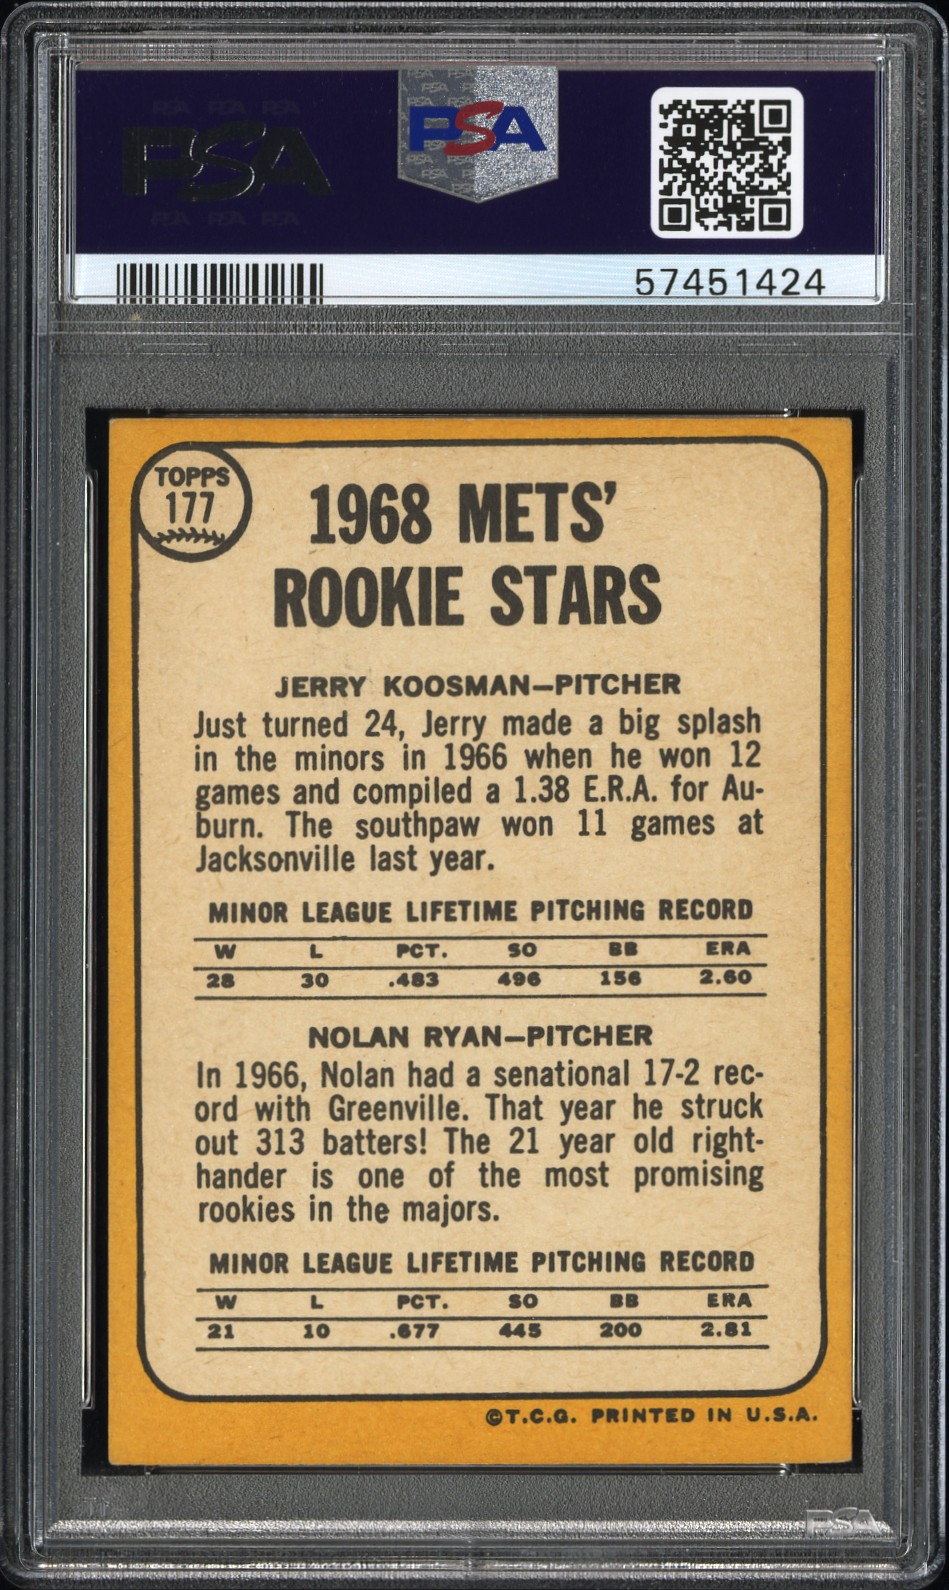 PSA
PSA
57451424
TOPPS
177
1968 METS'
ROOKIE STARS
JERRY KOOSMAN—PITCHER
Just turned 24, Jerry made a big splash
in the minors in 1966 when he won 12
games and compiled a 1.38 E.R.A. for Au-
burn. The southpaw won 11 games at
Jacksonville last year.
MINOR LEAGUE LIFETIME PITCHING RECORD
W L PCT. SO BB ERA
28 30 .483 496 156 2.60
NOLAN RYAN—PITCHER
In 1966, Nolan had a senational 17-2 rec-
ord with Greenville. That year he struck
out 313 batters! The 21 year old right-
hander is one of the most promising
rookies in the majors.
MINOR LEAGUE LIFETIME PITCHING RECORD
W L PCT. SO BB ERA
21 10 .677 445 200 2.81
©T.C.G. PRINTED IN U.S.A.
PSA